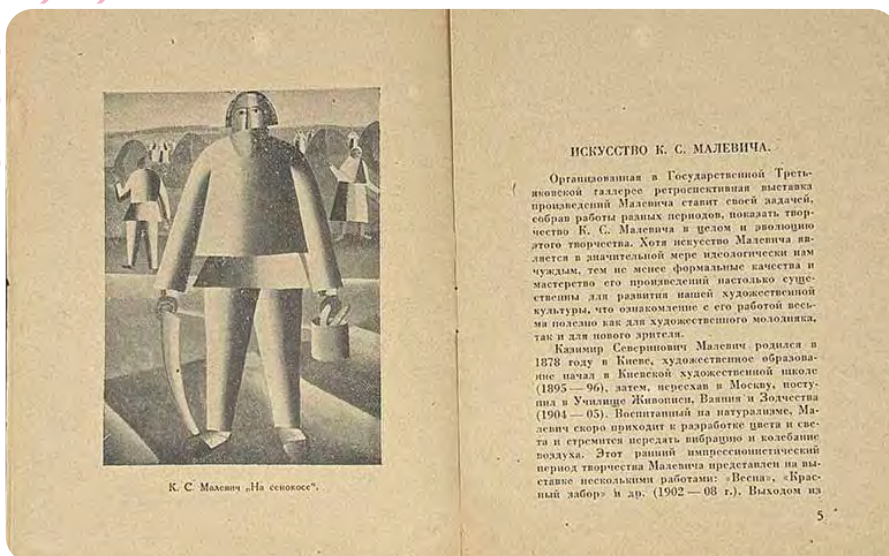 К. С. Малевич „На сенокосе“.
ИСКУССТВО К. С. МАЛЕВИЧА.
Организованная в Государственной Треть-
яковской галлерее ретроспективная выставка
произведений Малевича ставит своей задачей,
собрав работы разных периодов, показать твор-
чество К. С. Малевича в целом и эволюцию
этого творчества. Хотя искусство Малевича яв-
ляется в значительной мере идеологически нам
чуждым, тем не менее формальные качества и
мастерство его произведений настолько суще-
ственны для развития нашей художественной
культуры, что ознакомление с его работой весь-
ма полезно как для художественного молодняка,
так и для нового зрителя.
Казимир Северинович Малевич родился в
1878 году в Киеве, художественное образова-
ние начал в Киевской художественной школе
(1895 — 96), затем, переехав в Москву, посту-
пил в Училище Живописи, Ваяния и Зодчества
(1904 — 05). Воспитанный на натурализме, Ма-
левич скоро приходит к разработке цвета и све-
та и стремится передать вибрацию и колебание
воздуха. Этот ранний импрессионистический
период творчества Малевича представлен на вы-
ставке несколькими работами: «Весна», «Крас-
ный забор» и др. (1902 — 08 г.). Выходом из
5